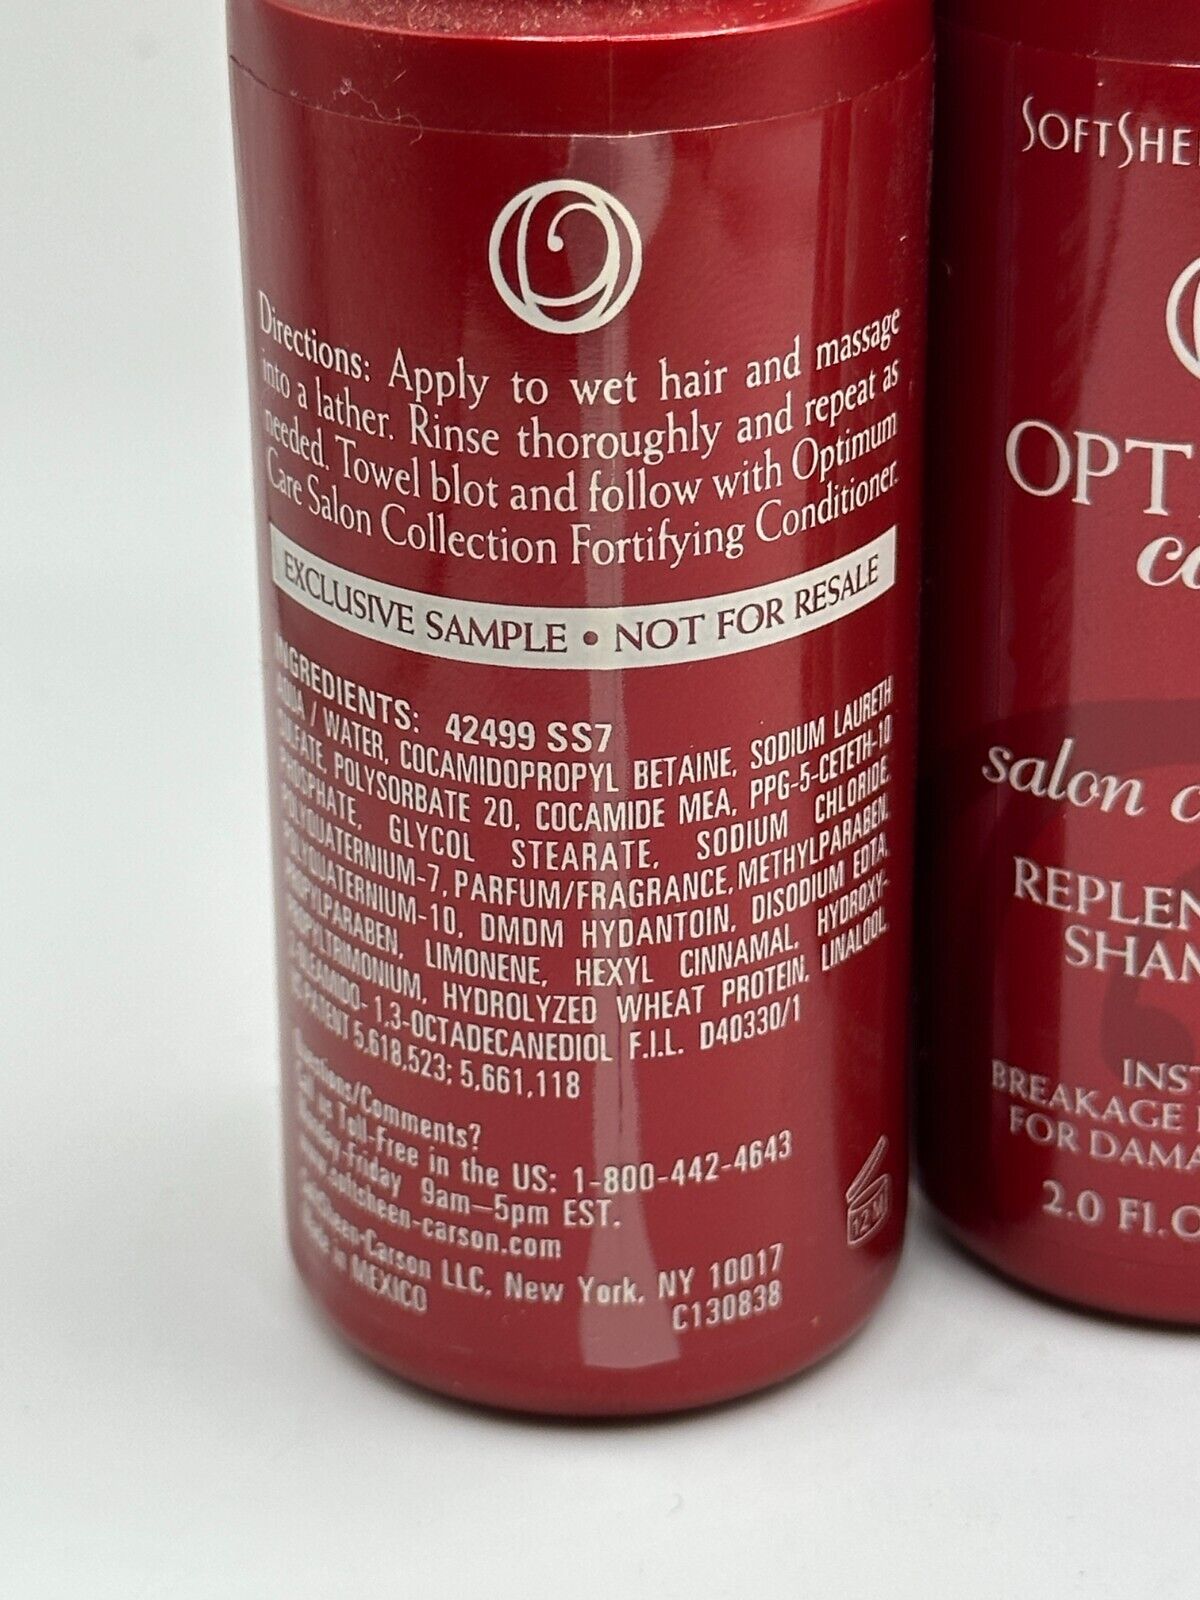 Directions: Apply to wet hair and massage
into a lather. Rinse thoroughly and repeat as
needed. Towel blot and follow with Optimum
Care Salon Collection Fortifying Conditioner.
EXCLUSIVE SAMPLE • NOT FOR RESALE
INGREDIENTS: 42499 SS7
AQUA / WATER, COCAMIDOPROPYL BETAINE, SODIUM LAURETH
SULFATE, POLYSORBATE 20, COCAMIDE MEA, PPG-5-CETETH-10
PHOSPHATE, GLYCOL STEARATE, SODIUM CHLORIDE,
POLYQUATERNIUM-7, PARFUM/FRAGRANCE, METHYLPARABEN,
POLYQUATERNIUM-10, DMDM HYDANTOIN, DISODIUM EDTA,
PROPYLPARABEN, LIMONENE, HEXYL CINNAMAL, HYDROXY-
PROPYLTRIMONIUM, HYDROLYZED WHEAT PROTEIN, LINALOOL,
2-OLEAMIDO- 1,3-OCTADECANEDIOL F.I.L. D40330/1
US PATENT 5,618,523; 5,661,118
Questions/Comments?
Call us Toll-Free in the US: 1-800-442-4643
Monday-Friday 9am–5pm EST.
www.softsheen-carson.com
SoftSheen-Carson LLC, New York, NY 10017
Made in MEXICO
C130838
12 M
SOFTSHE
OPT
ca
salon c
REPLEN
SHAM
INST
BREAKAGE
FOR DAMA
2.0 Fl.O